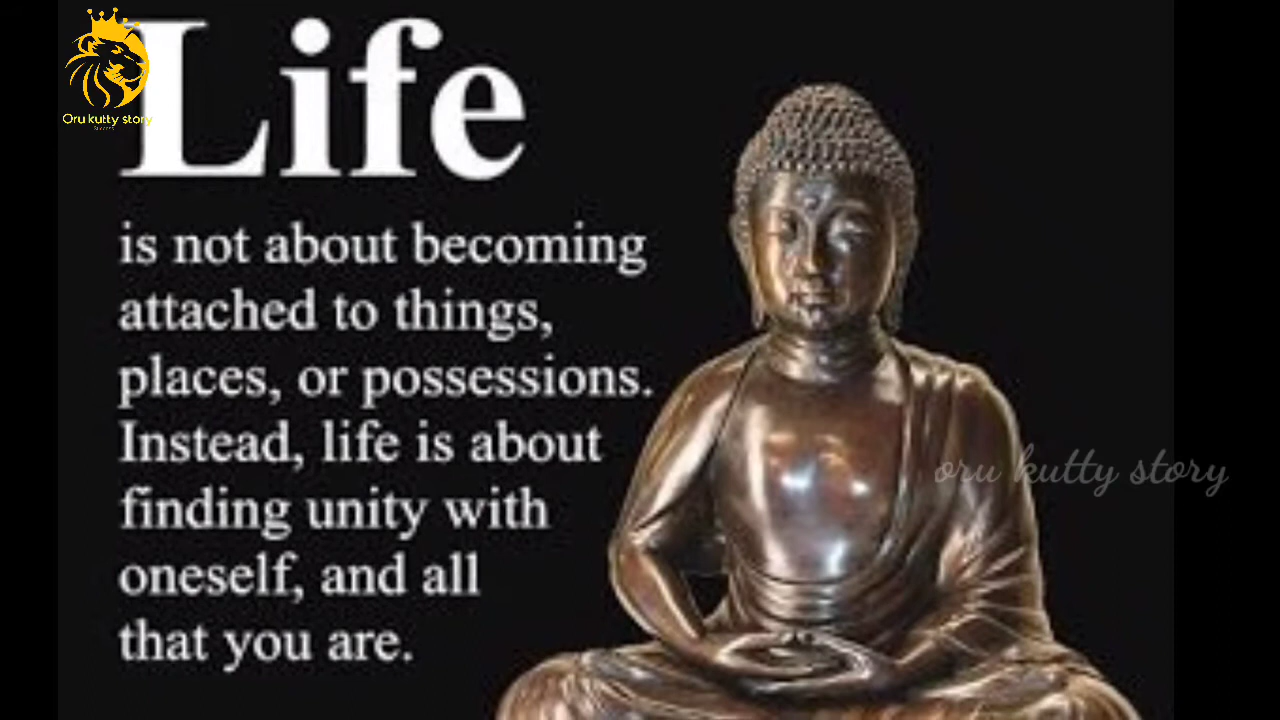 Life
is not about becoming
attached to things,
places, or possessions.
Instead, life is about
finding unity with
oneself, and all
that you are.
Oru kutty story
oru kutty story